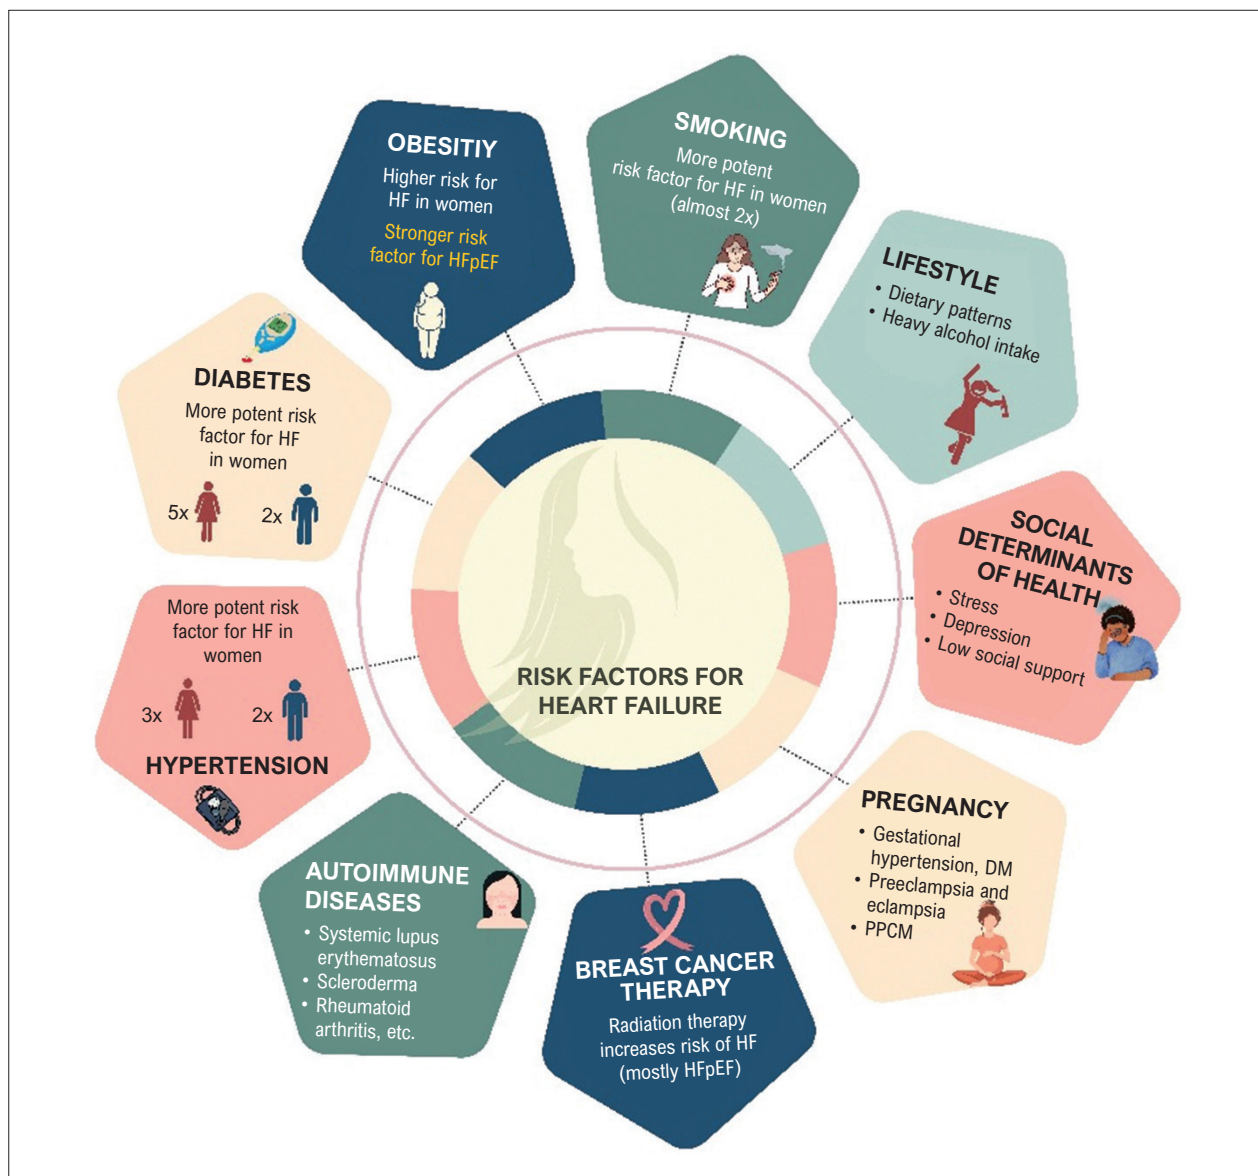 OBESITIY
Higher risk for
HF in women
Stronger risk
factor for HFpEF
SMOKING
More potent
risk factor for HF in women
(almost 2x)
LIFESTYLE
• Dietary patterns
• Heavy alcohol intake
SOCIAL
DETERMINANTS
OF HEALTH
• Stress
• Depression
• Low social support
PREGNANCY
• Gestational
hypertension, DM
• Preeclampsia and
eclampsia
• PPCM
BREAST CANCER
THERAPY
Radiation therapy
increases risk of HF
(mostly HFpEF)
AUTOIMMUNE
DISEASES
• Systemic lupus
erythematosus
• Scleroderma
• Rheumatoid
arthritis, etc.
More potent risk
factor for HF in
women
3x 2x
HYPERTENSION
DIABETES
More potent risk
factor for HF
in women
5x 2x
RISK FACTORS FOR
HEART FAILURE